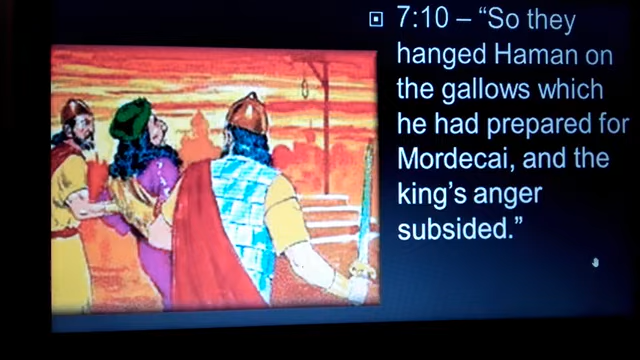 7:10 – “So they
hanged Haman on
the gallows which
he had prepared for
Mordecai, and the
king’s anger
subsided.”